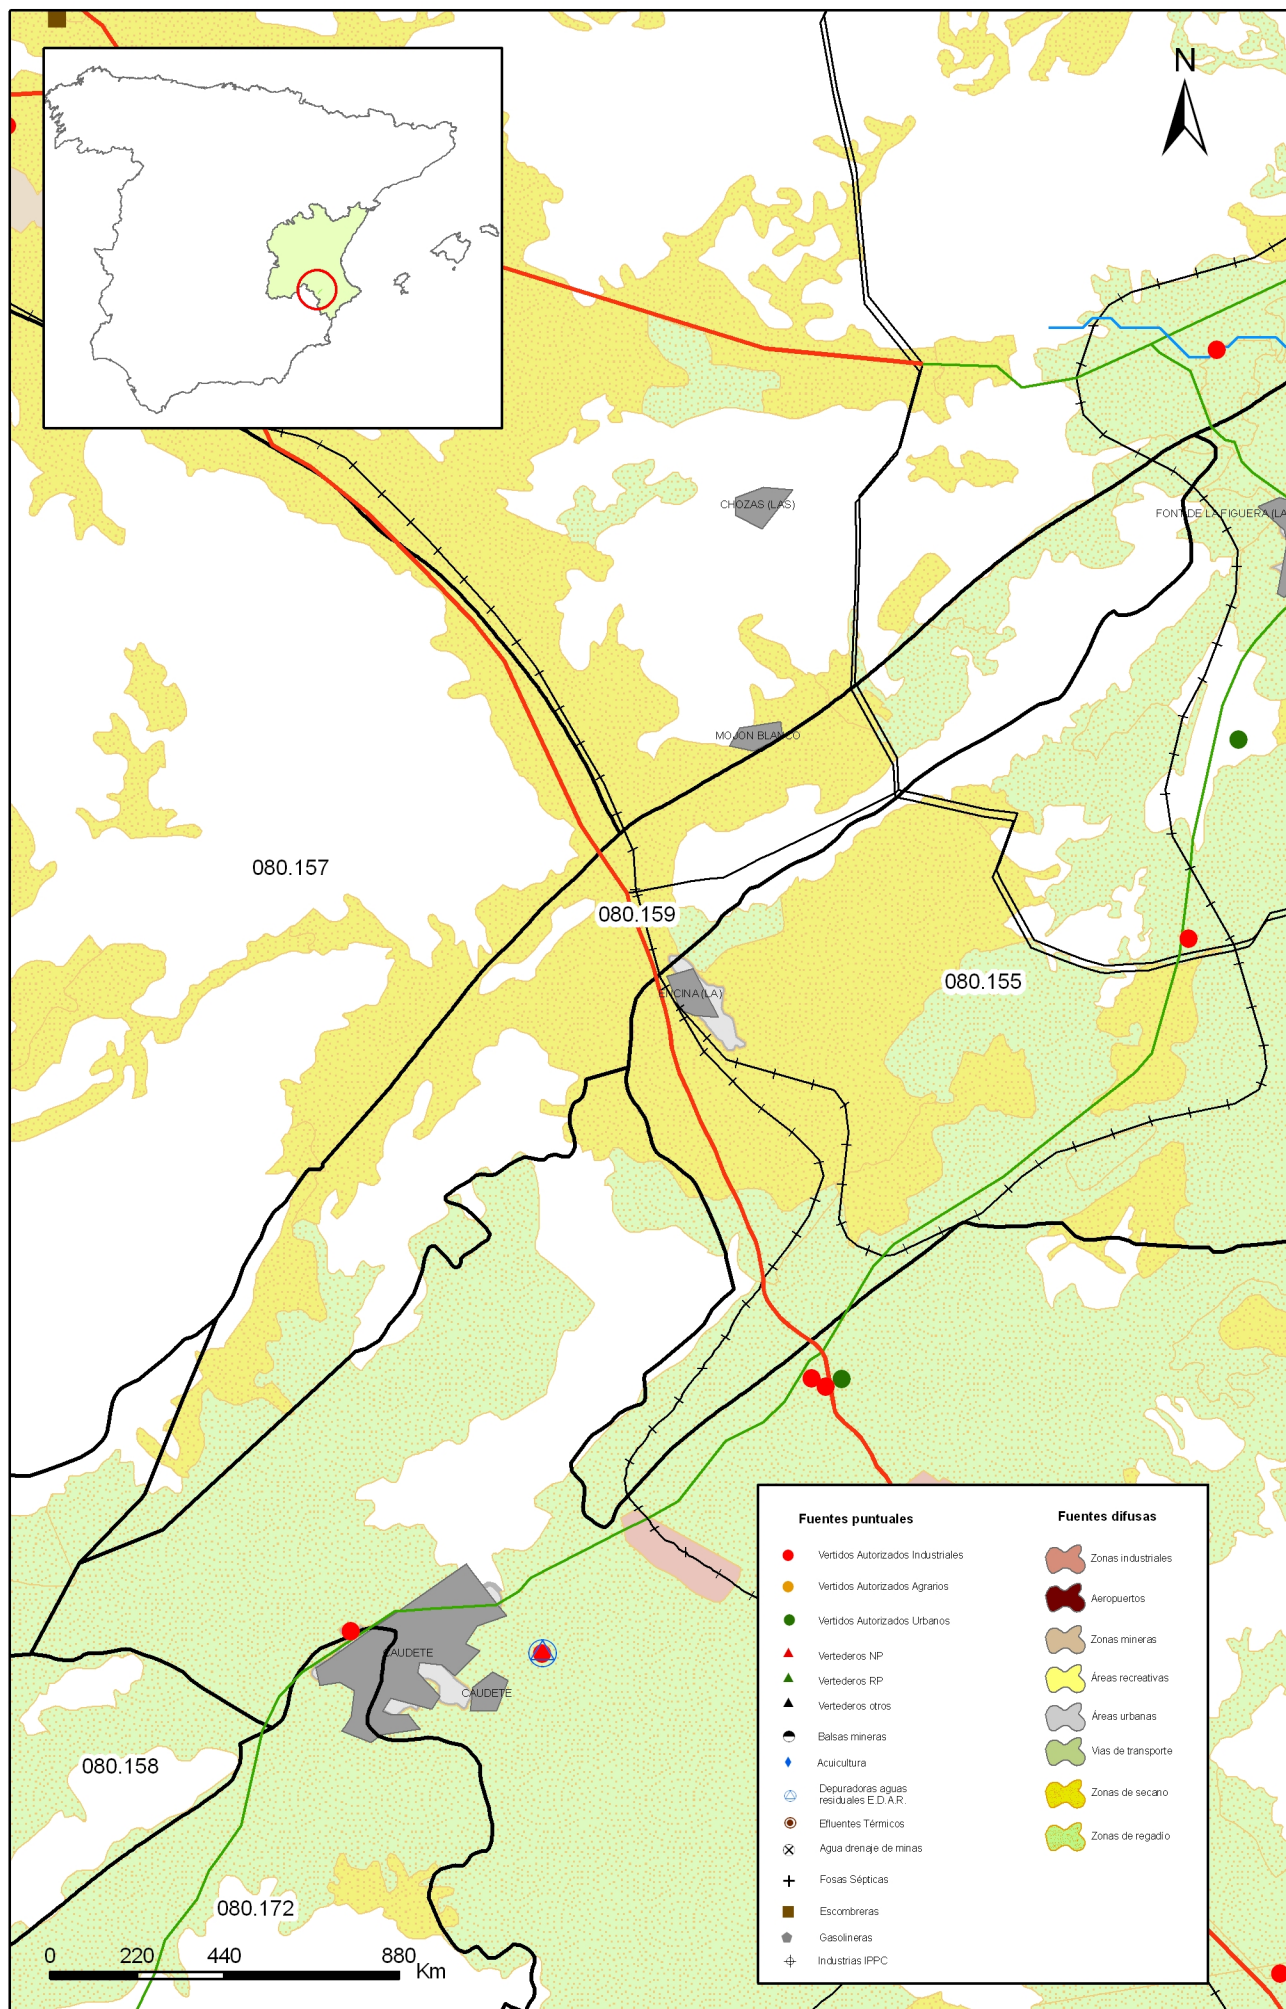 N
CHOZAS (LAS)
FONT DE LA FIGUERA (LA
MOJON BLANCO
080.157
080.159
080.155
ENCINA (LA)
CAUDETE
CAUDETE
080.158
080.172
0 220 440 880
Km
Fuentes puntuales
Vertidos Autorizados Industriales
Vertidos Autorizados Agrarios
Vertidos Autorizados Urbanos
Vertederos NP
Vertederos RP
Vertederos otros
Balsas mineras
Acuicultura
Depuradoras aguas
residuales E.D.A.R.
Efluentes Térmicos
Agua drenaje de minas
Fosas Sépticas
Escombreras
Gasolineras
Industrias IPPC
Fuentes difusas
Zonas industriales
Aeropuertos
Zonas mineras
Áreas recreativas
Áreas urbanas
Vias de transporte
Zonas de secano
Zonas de regadío